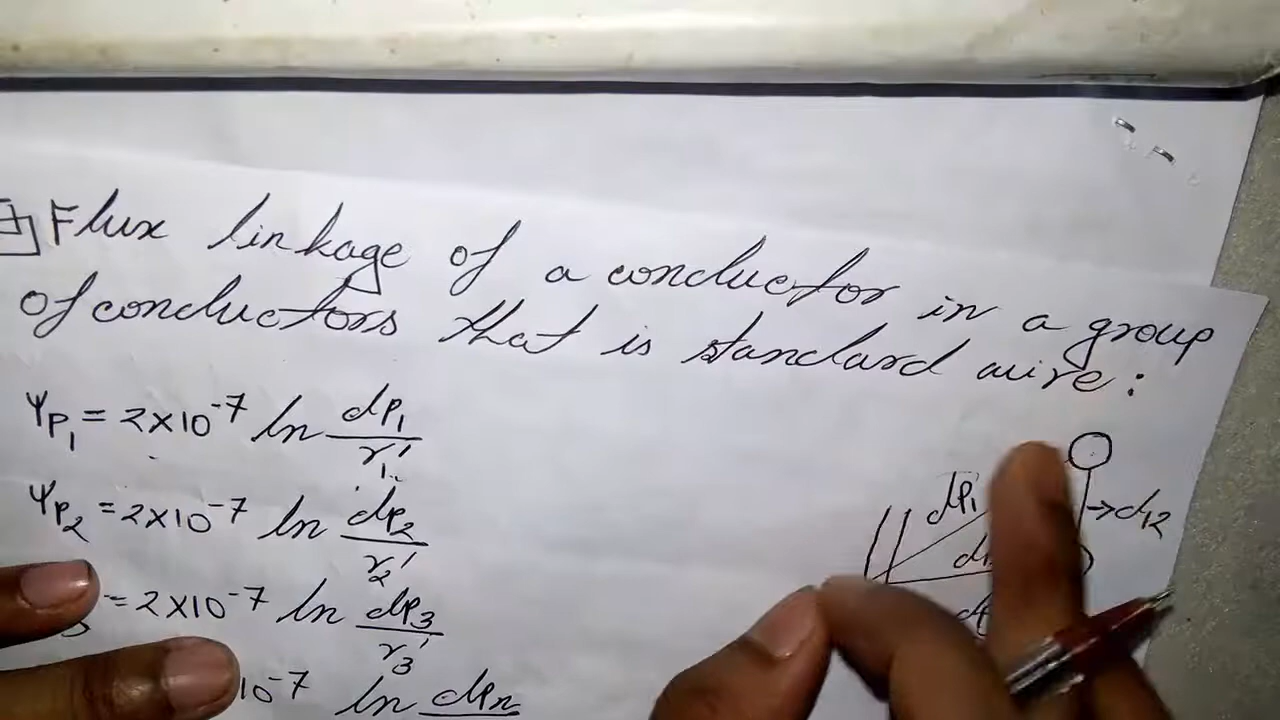 Flux linkage of a conductor in a group
of conductors that is standard wire:
Ψp₁ = 2×10⁻⁷ ln dp₁/r₁'
Ψp₂ = 2×10⁻⁷ ln dp₂/r₂'
= 2×10⁻⁷ ln dp₃/r₃'
10⁻⁷ ln dpn
dp₁
→d₁₂